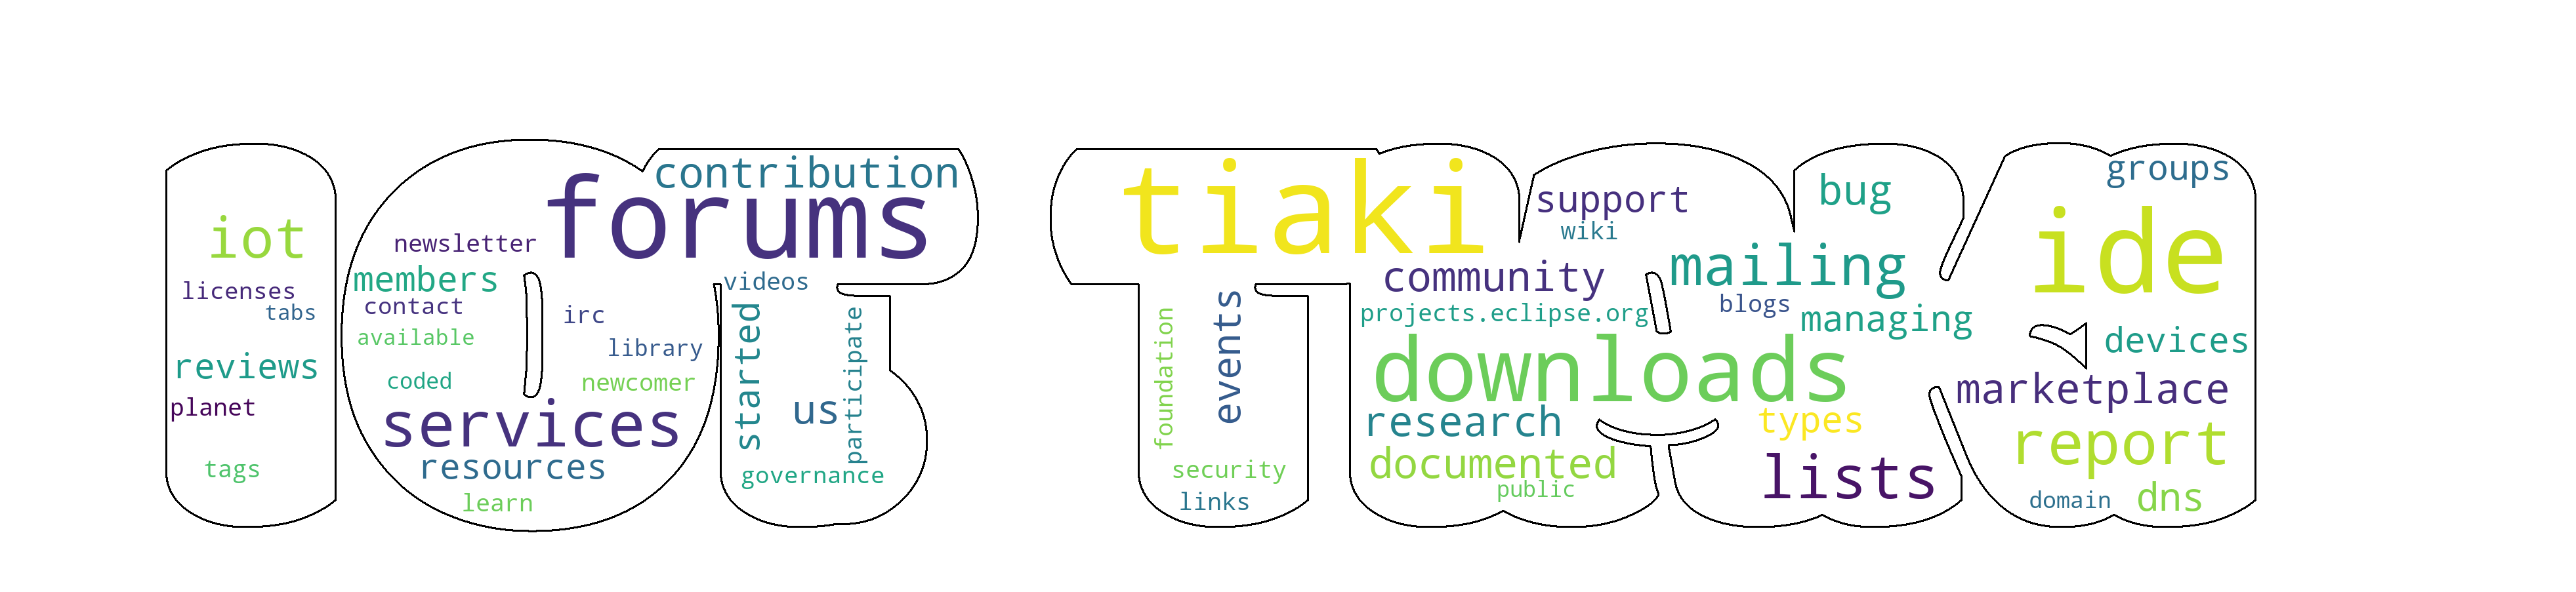 iot
licenses
tabs
reviews
planet
tags
contribution
forums
newsletter
members
contact
available
coded
irc
library
newcomer
services
resources
learn
videos
started
us
participate
governance
tiaki
events
foundation
security
links
support
wiki
community
projects.eclipse.org
downloads
research
documented
public
bug
mailing
blogs
managing
types
lists
groups
ide
devices
marketplace
report
domain
dns